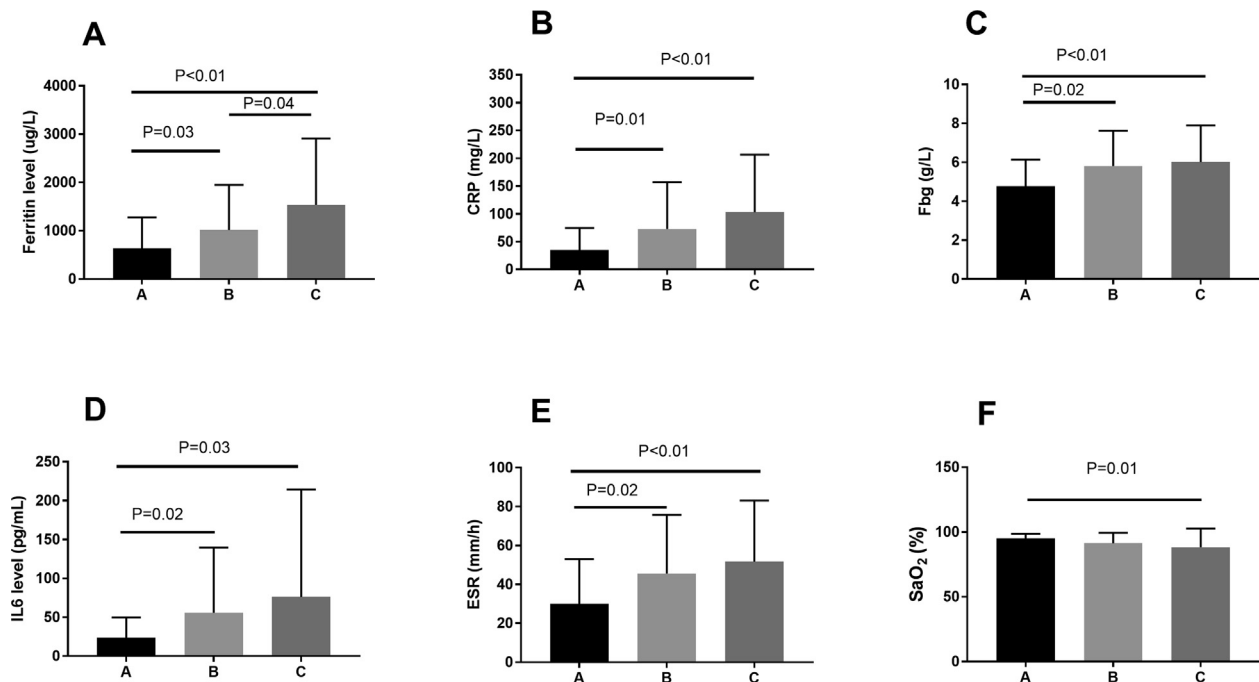 A
P<0.01
P=0.04
P=0.03
Ferritin level (ug/L)
4000
3000
2000
1000
0
A B C
B
P<0.01
P=0.01
CRP (mg/L)
350
300
250
200
150
100
50
0
A B C
C
P<0.01
P=0.02
Fbg (g/L)
10
8
6
4
2
0
A B C
D
P=0.03
P=0.02
IL6 level (pg/mL)
250
200
150
100
50
0
A B C
E
P<0.01
P=0.02
ESR (mm/h)
100
80
60
40
20
0
A B C
F
P=0.01
SaO₂ (%)
150
100
50
0
A B C